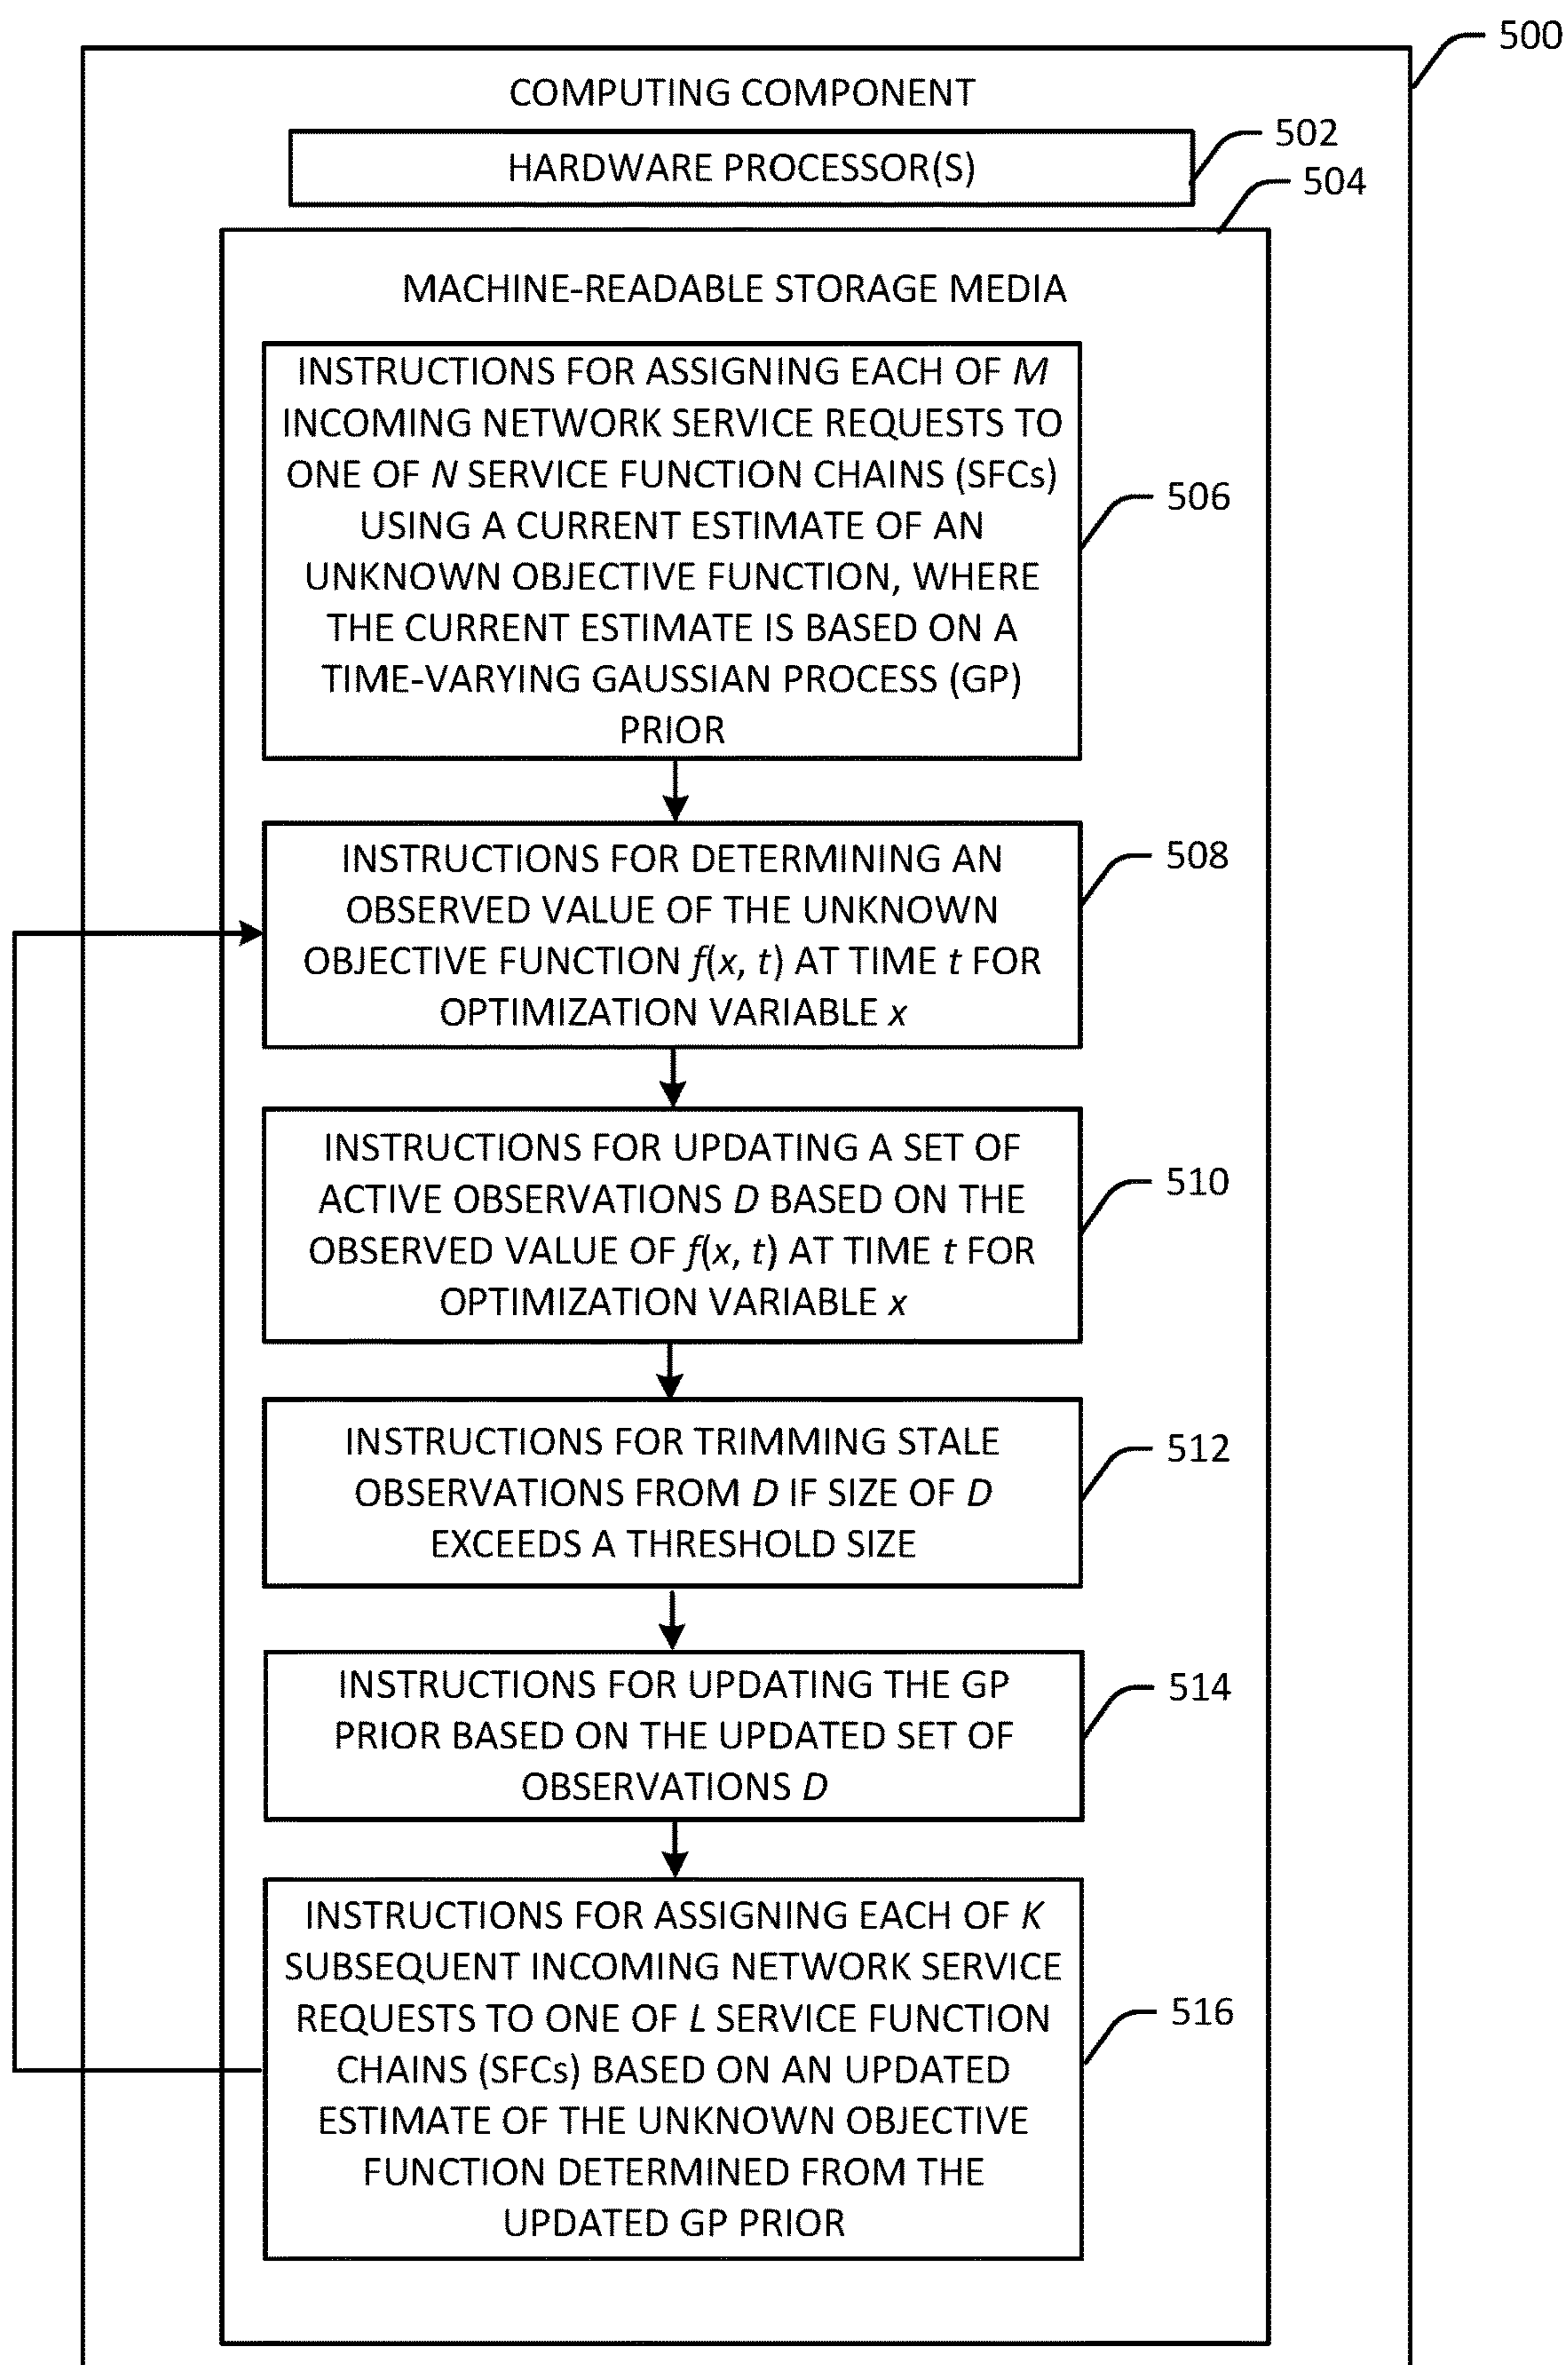 500
COMPUTING COMPONENT
502
HARDWARE PROCESSOR(S)
504
MACHINE-READABLE STORAGE MEDIA
INSTRUCTIONS FOR ASSIGNING EACH OF M
INCOMING NETWORK SERVICE REQUESTS TO
ONE OF N SERVICE FUNCTION CHAINS (SFCs)
USING A CURRENT ESTIMATE OF AN
UNKNOWN OBJECTIVE FUNCTION, WHERE
THE CURRENT ESTIMATE IS BASED ON A
TIME-VARYING GAUSSIAN PROCESS (GP)
PRIOR
506
INSTRUCTIONS FOR DETERMINING AN
OBSERVED VALUE OF THE UNKNOWN
OBJECTIVE FUNCTION f(x, t) AT TIME t FOR
OPTIMIZATION VARIABLE x
508
INSTRUCTIONS FOR UPDATING A SET OF
ACTIVE OBSERVATIONS D BASED ON THE
OBSERVED VALUE OF f(x, t) AT TIME t FOR
OPTIMIZATION VARIABLE x
510
INSTRUCTIONS FOR TRIMMING STALE
OBSERVATIONS FROM D IF SIZE OF D
EXCEEDS A THRESHOLD SIZE
512
INSTRUCTIONS FOR UPDATING THE GP
PRIOR BASED ON THE UPDATED SET OF
OBSERVATIONS D
514
INSTRUCTIONS FOR ASSIGNING EACH OF K
SUBSEQUENT INCOMING NETWORK SERVICE
REQUESTS TO ONE OF L SERVICE FUNCTION
CHAINS (SFCs) BASED ON AN UPDATED
ESTIMATE OF THE UNKNOWN OBJECTIVE
FUNCTION DETERMINED FROM THE
UPDATED GP PRIOR
516